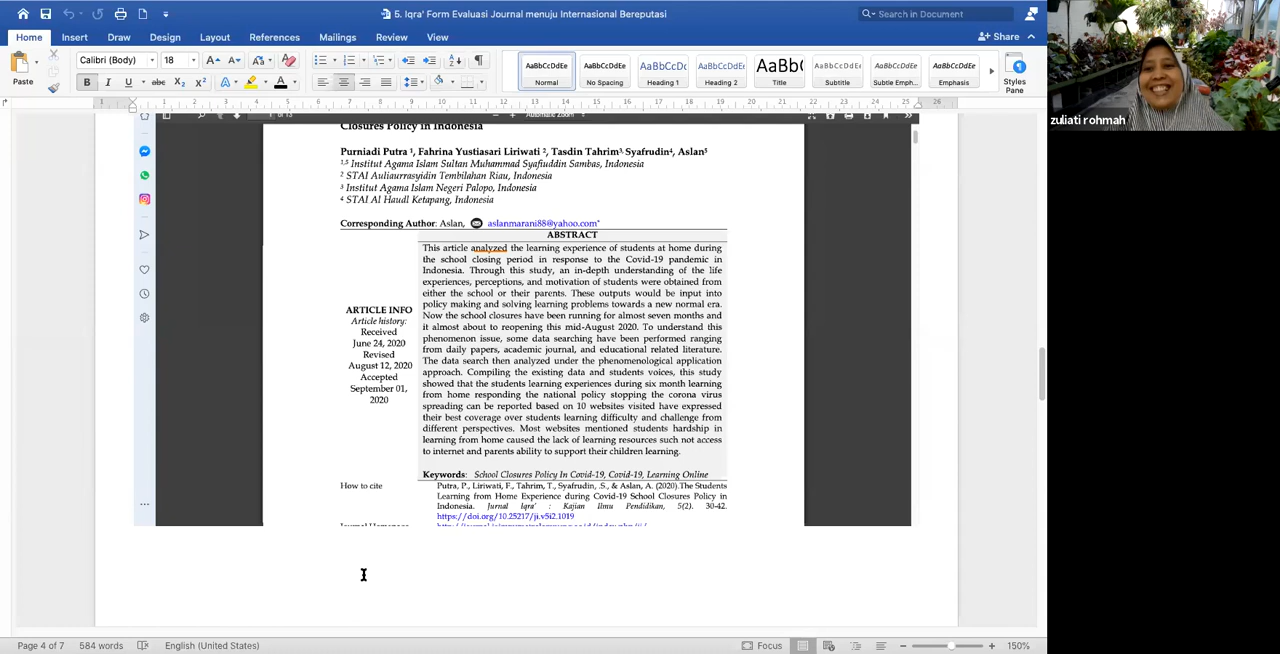 5. Iqra' Form Evaluasi Journal menuju Internasional Bereputasi
Search in Document
Home Insert Draw Design Layout References Mailings Review View
Share
Paste
Calibri (Body) 18
AaBbCcDdEe AaBbCcDdEe AaBbCcDc AaBbCcDdEe AaBb( AaBbCcDdEe AaBbCcDdEe AaBbCcDdEe
Normal No Spacing Heading 1 Heading 2 Title Subtitle Subtle Emph... Emphasis
Styles
Pane
zuliati rohmah
1 of 13 Automatic Zoom
Closures Policy in Indonesia
Purniadi Putra ¹, Fahrina Yustiasari Liriwati ², Tasdin Tahrim³, Syafrudin⁴, Aslan⁵
¹,⁵ Institut Agama Islam Sultan Muhammad Syafiuddin Sambas, Indonesia
² STAI Auliaurrasyidin Tembilahan Riau, Indonesia
³ Institut Agama Islam Negeri Palopo, Indonesia
⁴ STAI Al Haudl Ketapang, Indonesia
Corresponding Author: Aslan, aslanmarani88@yahoo.com*
ABSTRACT
This article analyzed the learning experience of students at home during
the school closing period in response to the Covid-19 pandemic in
Indonesia. Through this study, an in-depth understanding of the life
experiences, perceptions, and motivation of students were obtained from
either the school or their parents. These outputs would be input into
policy making and solving learning problems towards a new normal era.
Now the school closures have been running for almost seven months and
it almost about to reopening this mid-August 2020. To understand this
phenomenon issue, some data searching have been performed ranging
from daily papers, academic journal, and educational related literature.
The data search then analyzed under the phenomenological application
approach. Compiling the existing data and students voices, this study
showed that the students learning experiences during six month learning
from home responding the national policy stopping the corona virus
spreading can be reported based on 10 websites visited have expressed
their best coverage over students learning difficulty and challenge from
different perspectives. Most websites mentioned students hardship in
learning from home caused the lack of learning resources such not access
to internet and parents ability to support their children learning.
Keywords: School Closures Policy In Covid-19, Covid-19, Learning Online
ARTICLE INFO
Article history:
Received
June 24, 2020
Revised
August 12, 2020
Accepted
September 01,
2020
How to cite
Putra, P., Liriwati, F., Tahrim, T., Syafrudin, .S., & Aslan, A. (2020).The Students
Learning from Home Experience during Covid-19 School Closures Policy in
Indonesia. Jurnal Iqra' : Kajian Ilmu Pendidikan, 5(2). 30-42.
https://doi.org/10.25217/ji.v5i2.1019
Journal Homepage
Page 4 of 7 584 words English (United States) Focus 150%